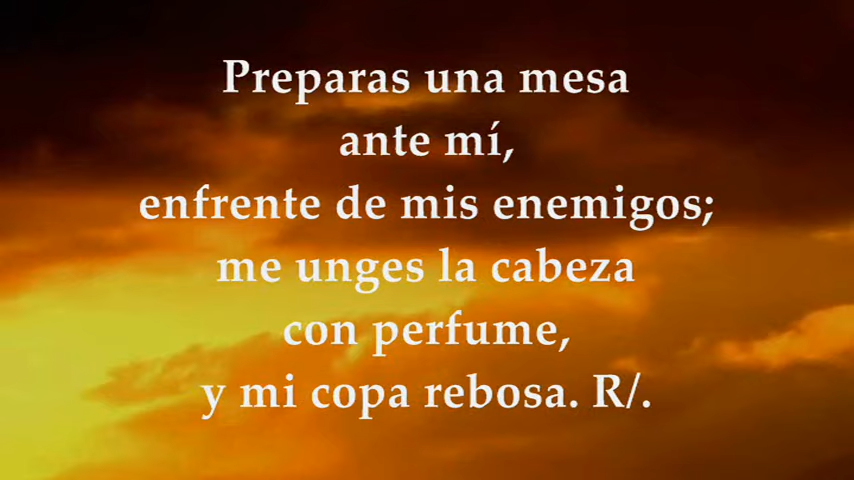 Preparas una mesa
ante mí,
enfrente de mis enemigos;
me unges la cabeza
con perfume,
y mi copa rebosa. R/.